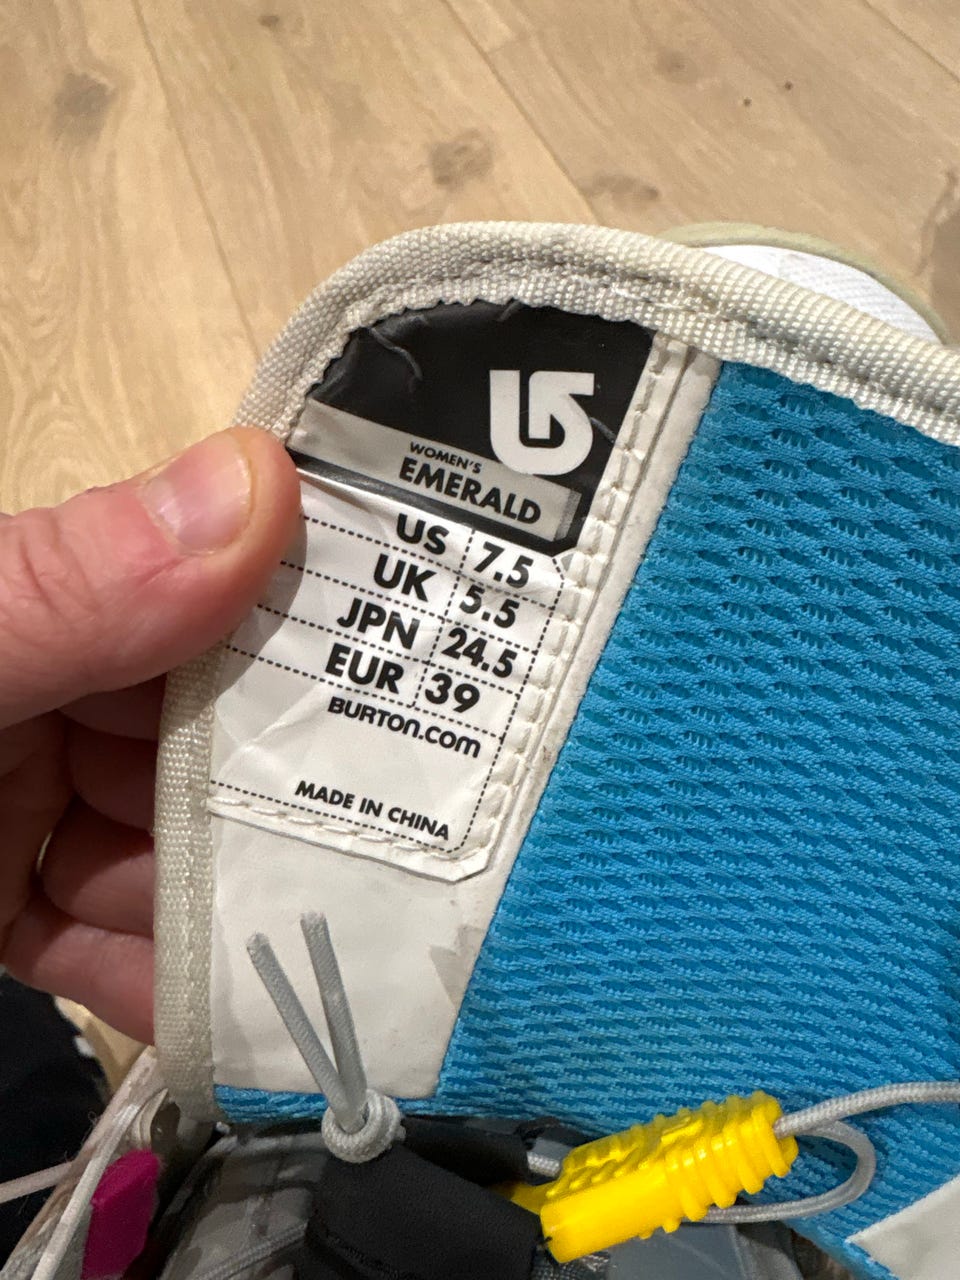 WOMEN'S
EMERALD
US 7.5
UK 5.5
JPN 24.5
EUR 39
BURTON.COM
MADE IN CHINA